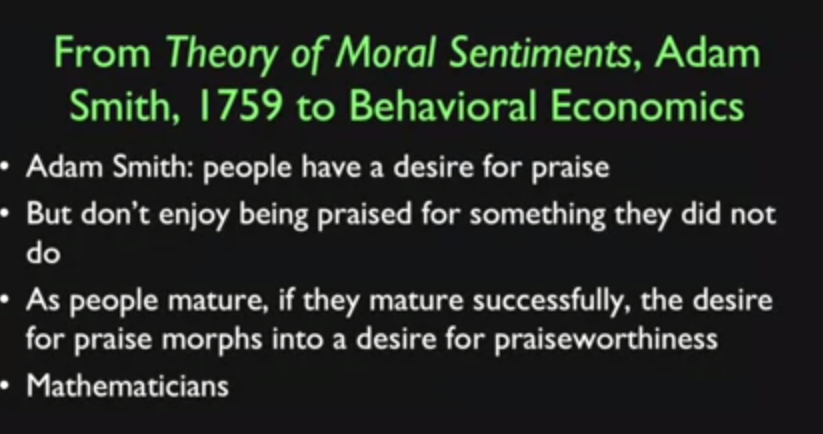 From Theory of Moral Sentiments, Adam
Smith, 1759 to Behavioral Economics
• Adam Smith: people have a desire for praise
• But don't enjoy being praised for something they did not
do
• As people mature, if they mature successfully, the desire
for praise morphs into a desire for praiseworthiness
• Mathematicians